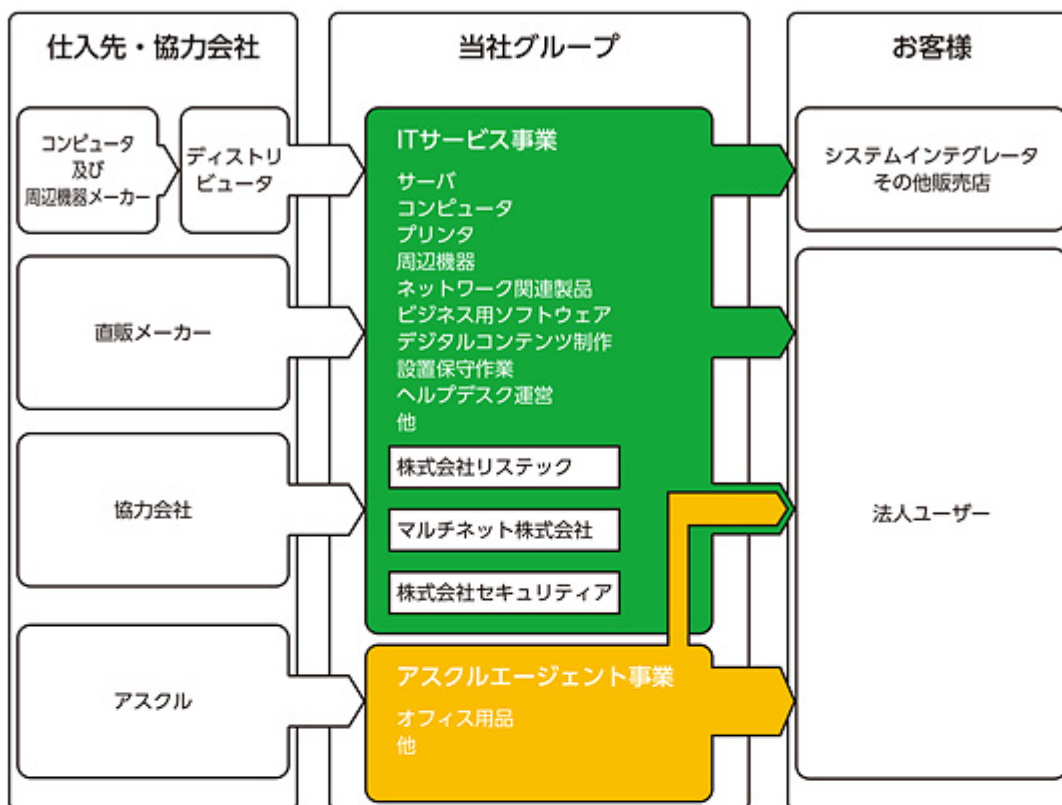 仕入先・協力会社
コンピュータ
及び
周辺機器メーカー
ディストリ
ビュータ
直販メーカー
協力会社
アスクル
当社グループ
ITサービス事業
サーバ
コンピュータ
プリンタ
周辺機器
ネットワーク関連製品
ビジネス用ソフトウェア
デジタルコンテンツ制作
設置保守作業
ヘルプデスク運営
他
株式会社リステック
マルチネット株式会社
株式会社セキュリティア
アスクルエージェント事業
オフィス用品
他
お客様
システムインテグレータ
その他販売店
法人ユーザー